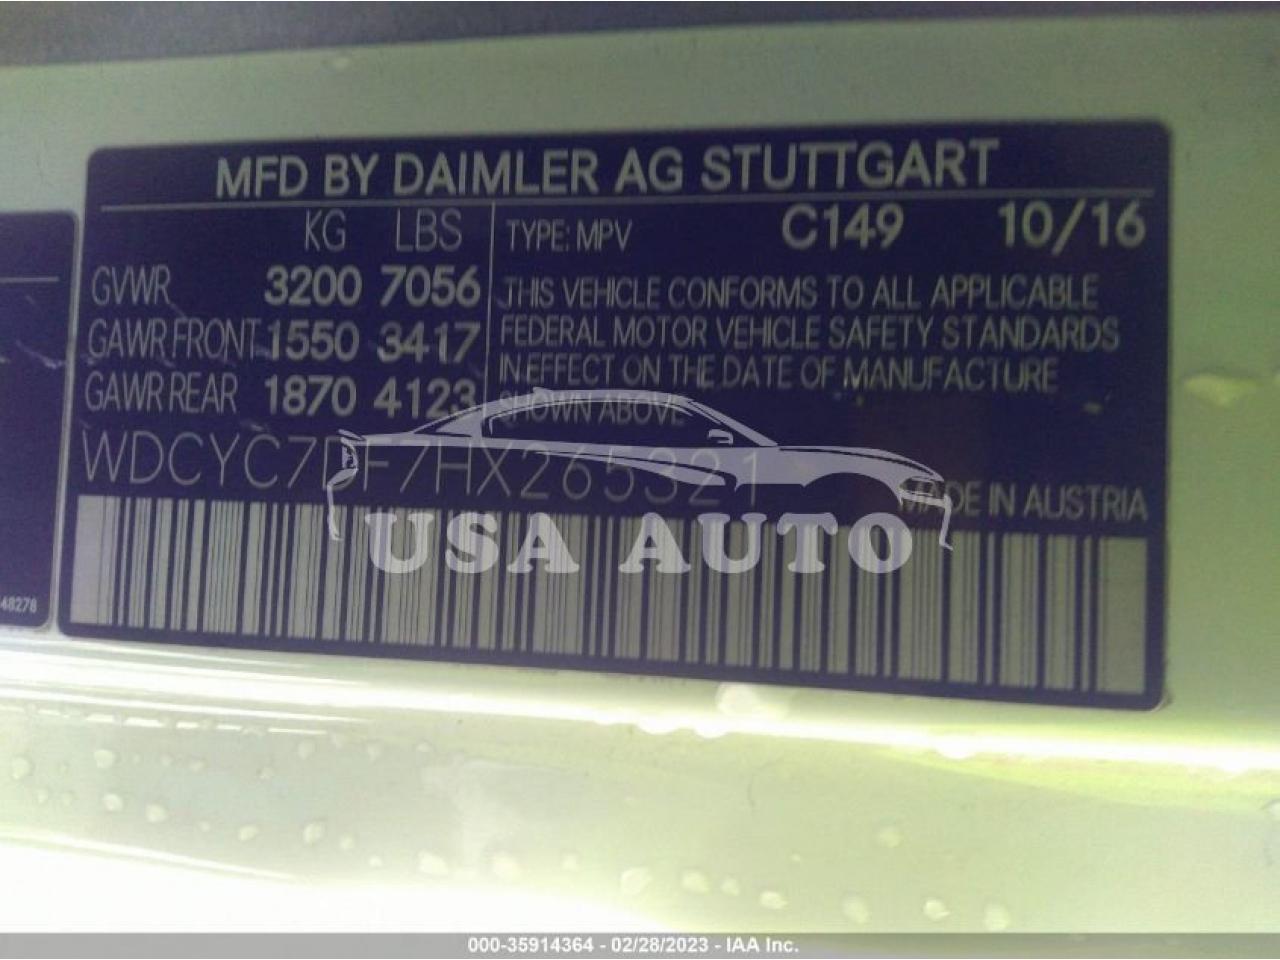 MFD BY DAIMLER AG STUTTGART
KG LBS
GVWR 3200 7056
GAWR FRONT 1550 3417
GAWR REAR 1870 4123
TYPE: MPV C149 10/16
THIS VEHICLE CONFORMS TO ALL APPLICABLE
FEDERAL MOTOR VEHICLE SAFETY STANDARDS
IN EFFECT ON THE DATE OF MANUFACTURE
SHOWN ABOVE
WDCYC7DF7HX265321
MADE IN AUSTRIA
USA AUTO
48278
000-35914364 - 02/28/2023 - IAA Inc.